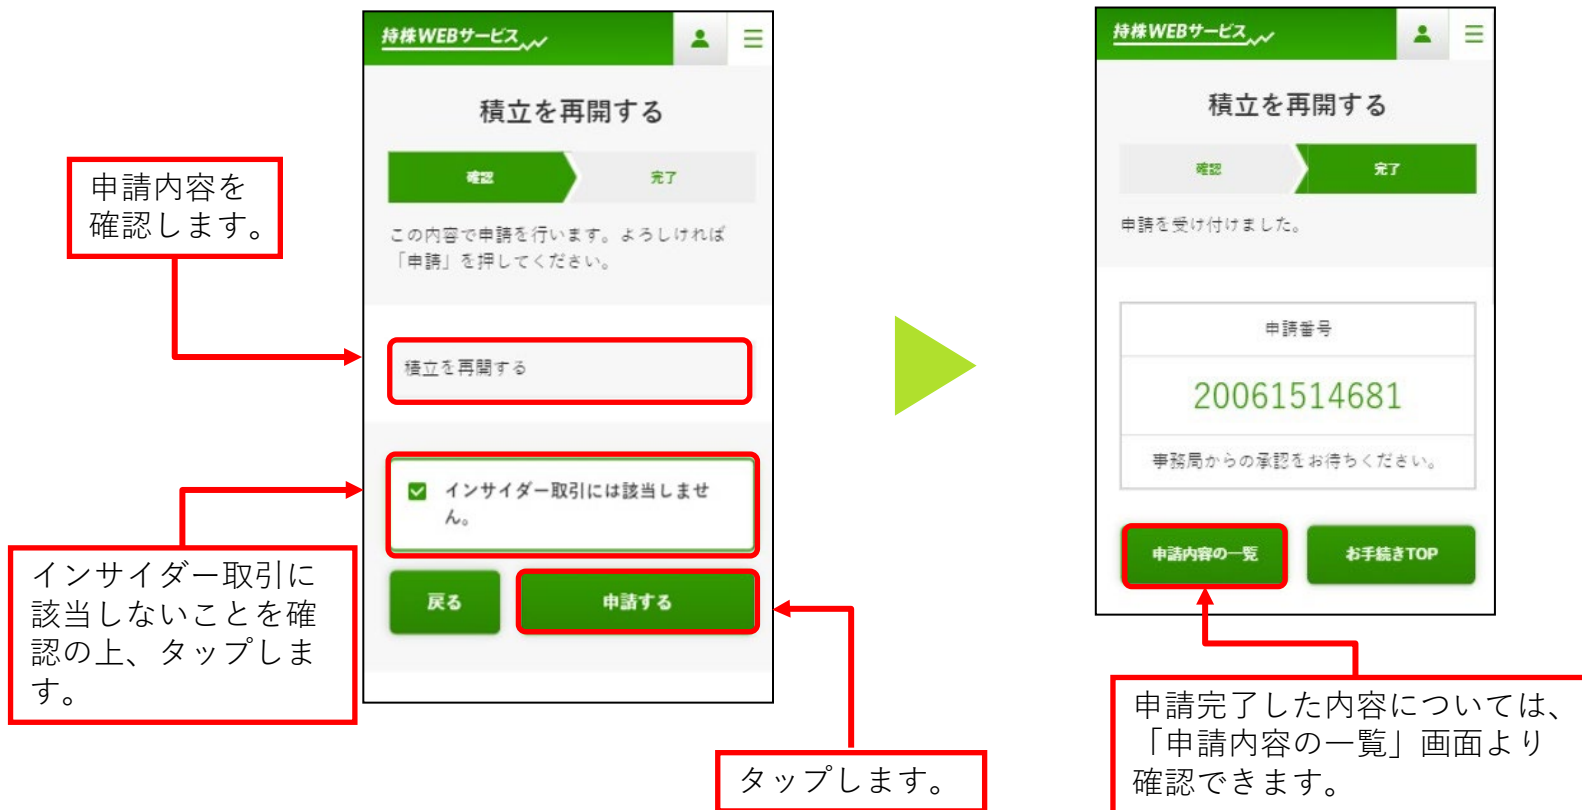 持株WEBサービス
積立を再開する
確認
完了
この内容で申請を行います。よろしければ
「申請」を押してください。
積立を再開する
インサイダー取引には該当しませ
ん。
戻る
申請する
申請内容を
確認します。
インサイダー取引に
該当しないことを確
認の上、タップしま
す。
タップします。
持株WEBサービス
積立を再開する
確認
完了
申請を受け付けました。
申請番号
20061514681
事務局からの承認をお待ちください。
申請内容の一覧
お手続きTOP
申請完了した内容については、
「申請内容の一覧」画面より
確認できます。